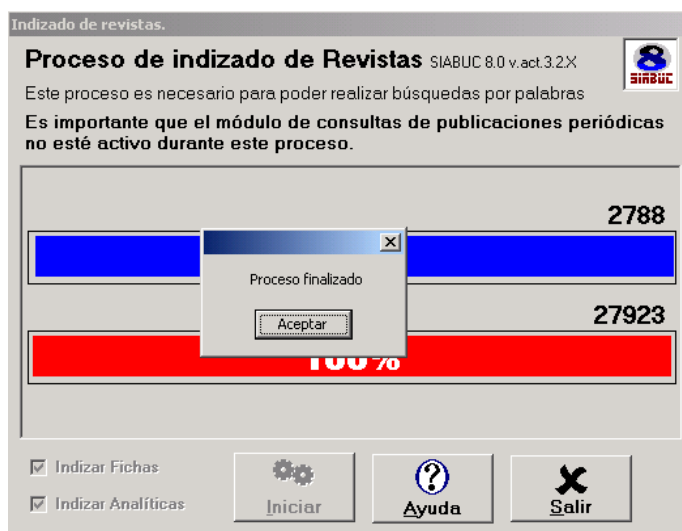 Indizado de revistas.
Proceso de indizado de Revistas SIABUC 8.0 v.act.3.2.X
8
SIABUC
Este proceso es necesario para poder realizar búsquedas por palabras
Es importante que el módulo de consultas de publicaciones periódicas
no esté activo durante este proceso.
2788
Proceso finalizado
Aceptar
27923
100%
Indizar Fichas
Indizar Analíticas
Iniciar
Ayuda
Salir